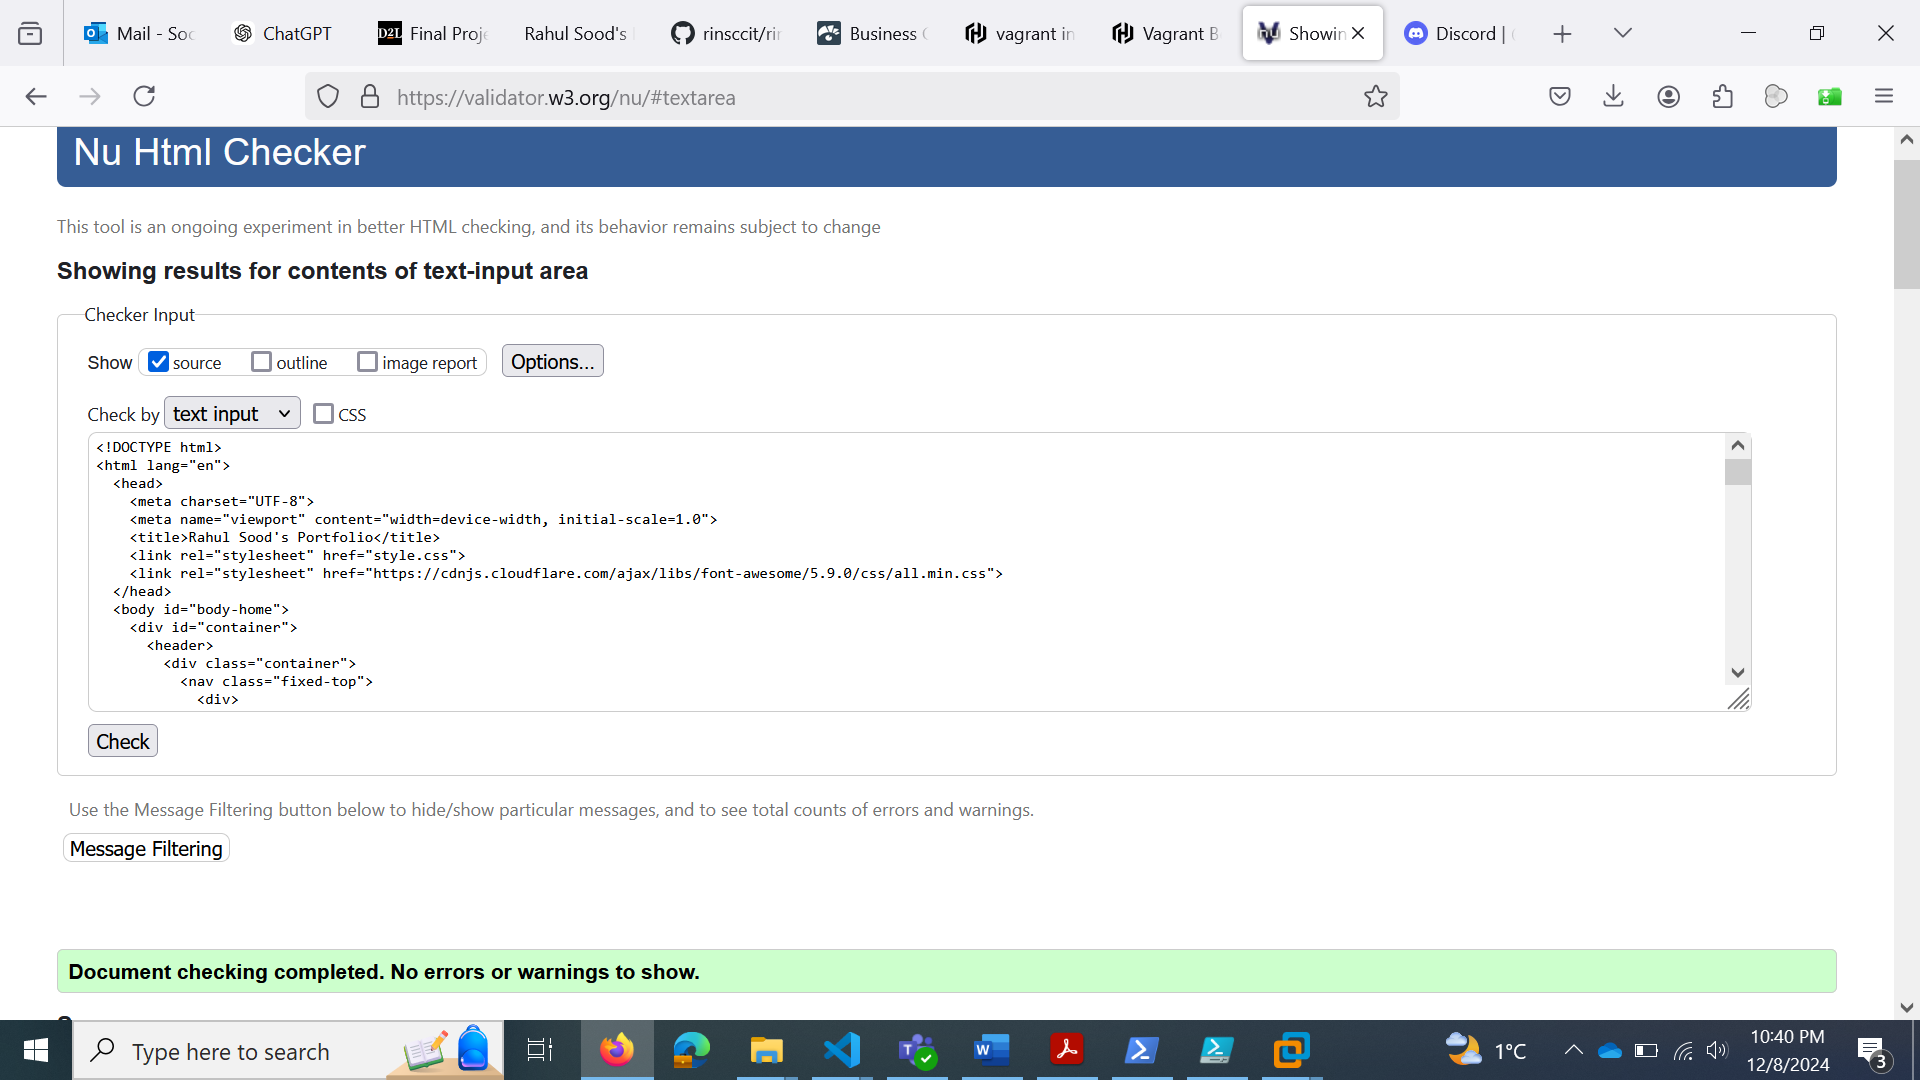 Mail - Soo
ChatGPT
D2L
Final Proje
Rahul Sood's
rinsccit/rin
Business
vagrant in
Vagrant B
nu
Showin
Discord |
https://validator.w3.org/nu/#textarea
Nu Html Checker
This tool is an ongoing experiment in better HTML checking, and its behavior remains subject to change
Showing results for contents of text-input area
Checker Input
Show source outline image report Options...
Check by text input CSS
<!DOCTYPE html>
<html lang="en">
<head>
<meta charset="UTF-8">
<meta name="viewport" content="width=device-width, initial-scale=1.0">
<title>Rahul Sood's Portfolio</title>
<link rel="stylesheet" href="style.css">
<link rel="stylesheet" href="https://cdnjs.cloudflare.com/ajax/libs/font-awesome/5.9.0/css/all.min.css">
</head>
<body id="body-home">
<div id="container">
<header>
<div class="container">
<nav class="fixed-top">
<div>
Check
Use the Message Filtering button below to hide/show particular messages, and to see total counts of errors and warnings.
Message Filtering
Document checking completed. No errors or warnings to show.
Type here to search
1°C
10:40 PM
12/8/2024
3